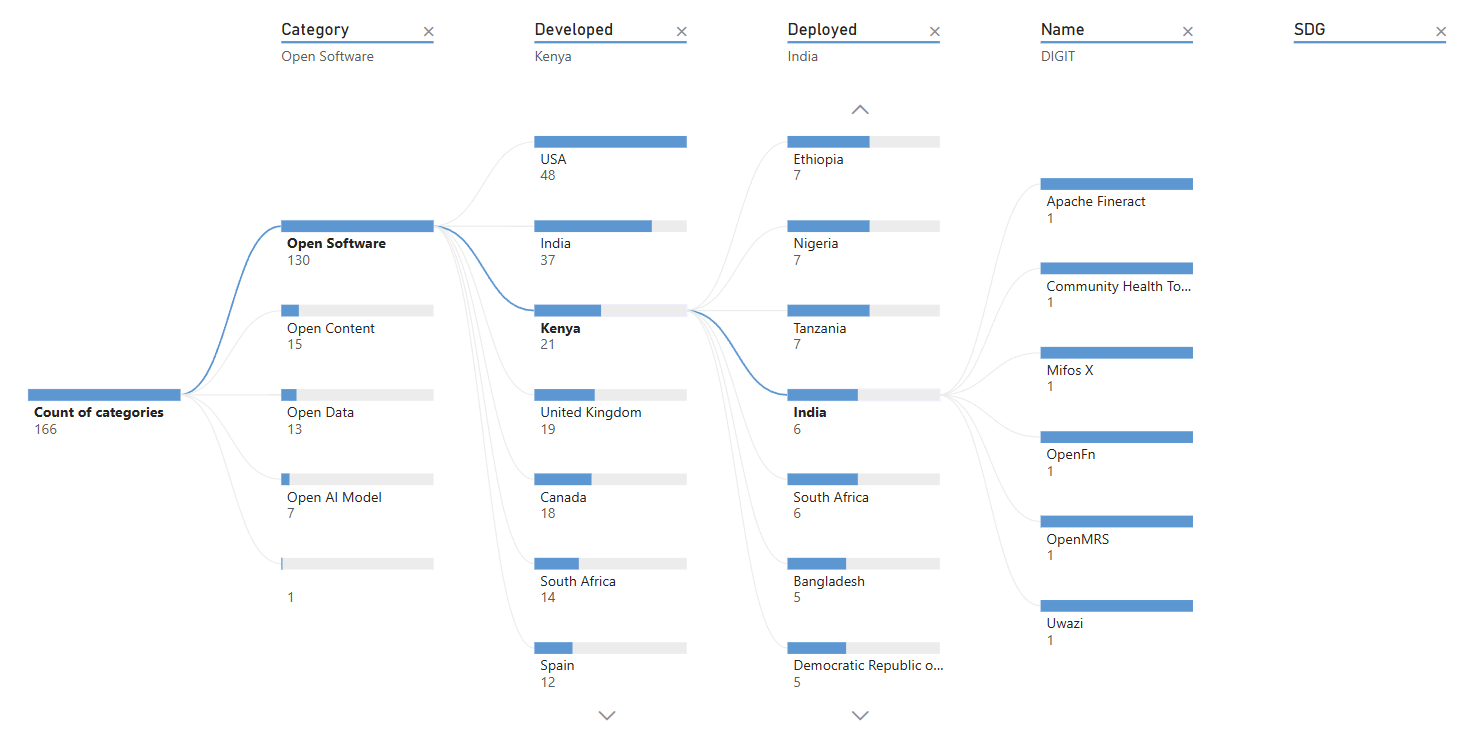 Category
Open Software
Developed
Kenya
Deployed
India
Name
DIGIT
SDG
Count of categories
166
Open Software
130
Open Content
15
Open Data
13
Open AI Model
7
1
USA
48
India
37
Kenya
21
United Kingdom
19
Canada
18
South Africa
14
Spain
12
Ethiopia
7
Nigeria
7
Tanzania
7
India
6
South Africa
6
Bangladesh
5
Democratic Republic o...
5
Apache Fineract
1
Community Health To...
1
Mifos X
1
OpenFn
1
OpenMRS
1
Uwazi
1